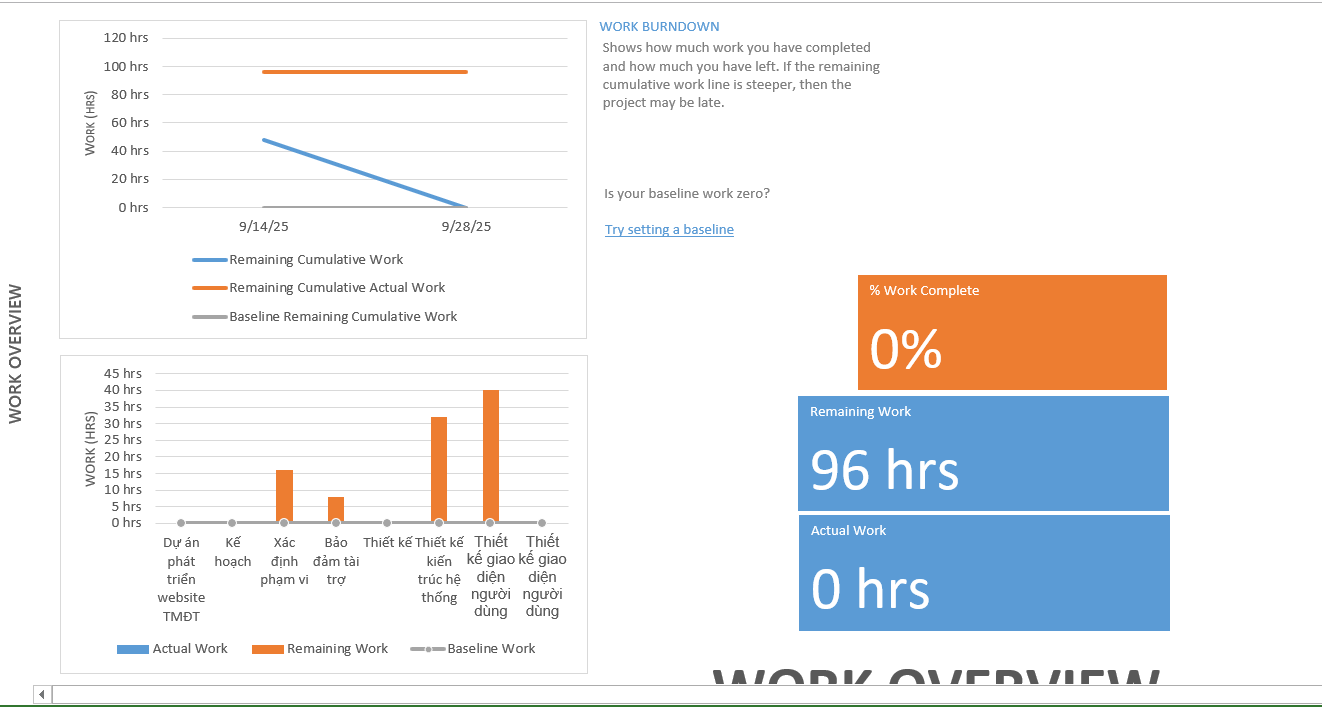 WORK OVERVIEW
120 hrs
100 hrs
80 hrs
60 hrs
40 hrs
20 hrs
0 hrs
WORK (HRS)
9/14/25 9/28/25
Remaining Cumulative Work
Remaining Cumulative Actual Work
Baseline Remaining Cumulative Work
WORK BURNDOWN
Shows how much work you have completed
and how much you have left. If the remaining
cumulative work line is steeper, then the
project may be late.
Is your baseline work zero?
Try setting a baseline
45 hrs
40 hrs
35 hrs
30 hrs
25 hrs
20 hrs
15 hrs
10 hrs
5 hrs
0 hrs
WORK (HRS)
Dự án
phát
triển
website
TMĐT
Kế
hoạch
Xác
định
phạm vi
Bảo
đảm tài
trợ
Thiết kế
Thiết kế
kiến
trúc hệ
thống
Thiết
kế giao
diện
người
dùng
Thiết
kế giao
diện
người
dùng
Actual Work Remaining Work Baseline Work
% Work Complete
0%
Remaining Work
96 hrs
Actual Work
0 hrs
WORK OVERVIEW